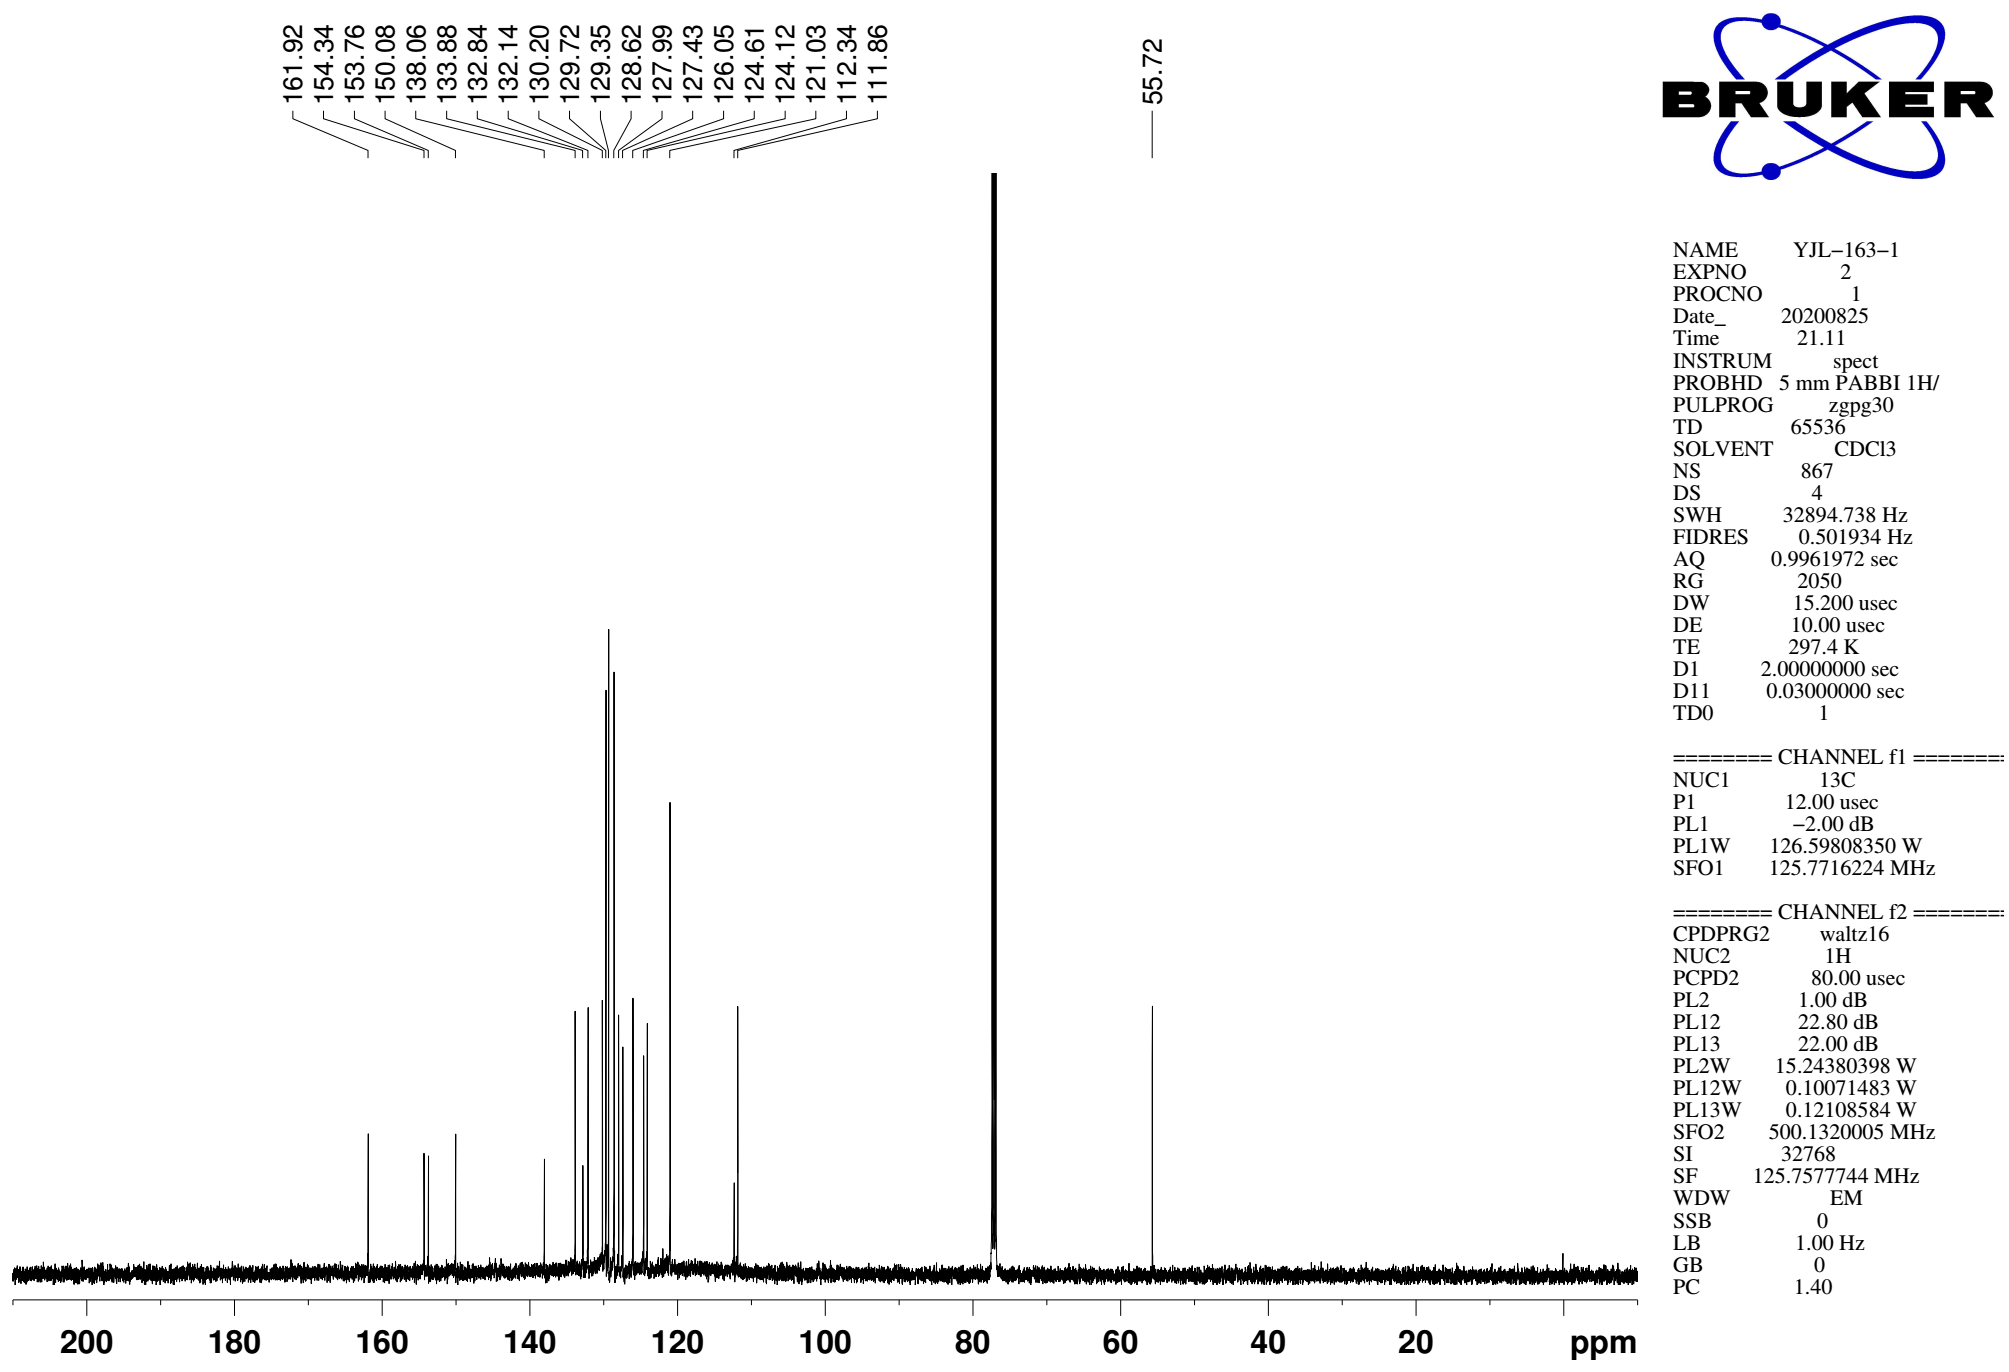 161.92
154.34
153.76
150.08
138.06
133.88
132.84
132.14
130.20
129.72
129.35
128.62
127.99
127.43
126.05
124.61
124.12
121.03
112.34
111.86
55.72
BRUKER
NAME YJL−163−1
EXPNO 2
PROCNO 1
Date_ 20200825
Time 21.11
INSTRUM spect
PROBHD 5 mm PABBI 1H/
PULPROG zgpg30
TD 65536
SOLVENT CDCl3
NS 867
DS 4
SWH 32894.738 Hz
FIDRES 0.501934 Hz
AQ 0.9961972 sec
RG 2050
DW 15.200 usec
DE 10.00 usec
TE 297.4 K
D1 2.00000000 sec
D11 0.03000000 sec
TD0 1
======== CHANNEL f1 ========
NUC1 13C
P1 12.00 usec
PL1 −2.00 dB
PL1W 126.59808350 W
SFO1 125.7716224 MHz
======== CHANNEL f2 ========
CPDPRG2 waltz16
NUC2 1H
PCPD2 80.00 usec
PL2 1.00 dB
PL12 22.80 dB
PL13 22.00 dB
PL2W 15.24380398 W
PL12W 0.10071483 W
PL13W 0.12108584 W
SFO2 500.1320005 MHz
SI 32768
SF 125.7577744 MHz
WDW EM
SSB 0
LB 1.00 Hz
GB 0
PC 1.40
200 180 160 140 120 100 80 60 40 20 ppm